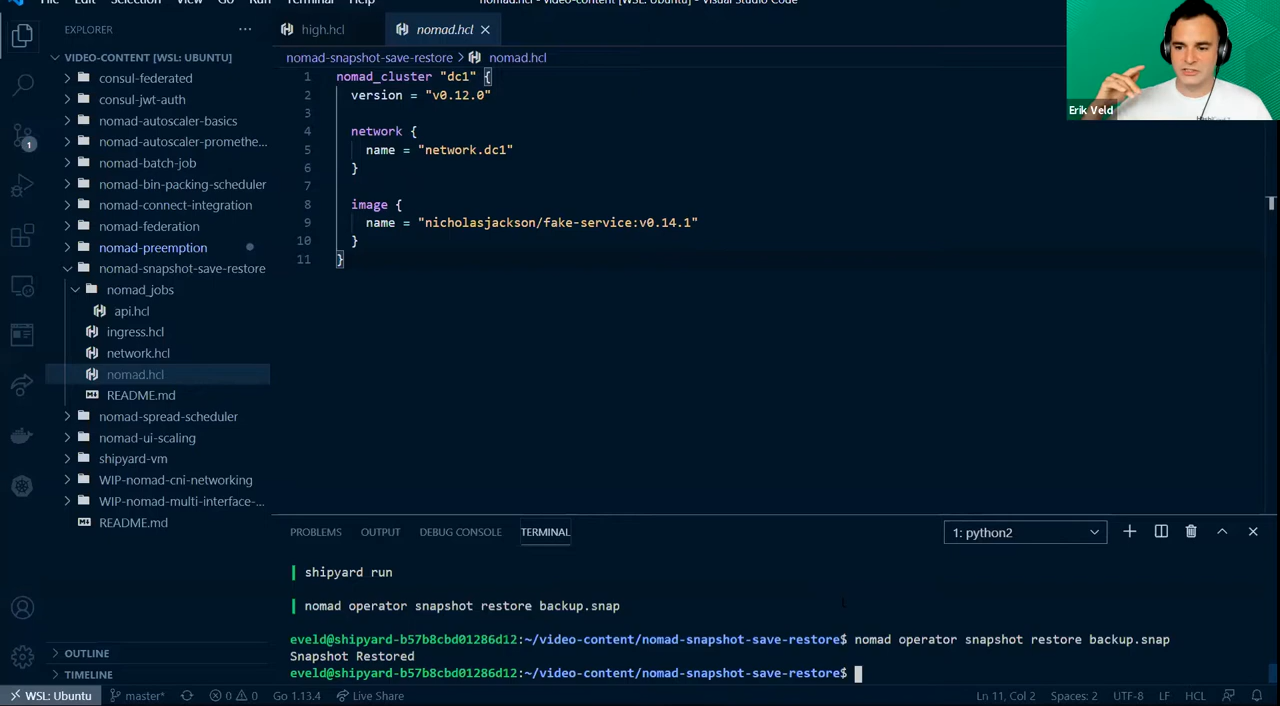 File Edit Selection View Go Run Terminal Help nomad.hcl - video-content [WSL: Ubuntu] - Visual Studio Code
EXPLORER
VIDEO-CONTENT [WSL: UBUNTU]
consul-federated
consul-jwt-auth
nomad-autoscaler-basics
nomad-autoscaler-promethe...
nomad-batch-job
nomad-bin-packing-scheduler
nomad-connect-integration
nomad-federation
nomad-preemption
nomad-snapshot-save-restore
nomad_jobs
api.hcl
ingress.hcl
network.hcl
nomad.hcl
README.md
nomad-spread-scheduler
nomad-ui-scaling
shipyard-vm
WIP-nomad-cni-networking
WIP-nomad-multi-interface-...
README.md
OUTLINE
TIMELINE
1
high.hcl
nomad.hcl
nomad-snapshot-save-restore > nomad.hcl
1 nomad_cluster "dc1" {
2 version = "v0.12.0"
3
4 network {
5 name = "network.dc1"
6 }
7
8 image {
9 name = "nicholasjackson/fake-service:v0.14.1"
10 }
11 }
Erik Veld
PROBLEMS OUTPUT DEBUG CONSOLE TERMINAL 1: python2
shipyard run
nomad operator snapshot restore backup.snap
eveld@shipyard-b57b8cbd01286d12:~/video-content/nomad-snapshot-save-restore$ nomad operator snapshot restore backup.snap
Snapshot Restored
eveld@shipyard-b57b8cbd01286d12:~/video-content/nomad-snapshot-save-restore$
WSL: Ubuntu master* 0 0 Go 1.13.4 Live Share Ln 11, Col 2 Spaces: 2 UTF-8 LF HCL